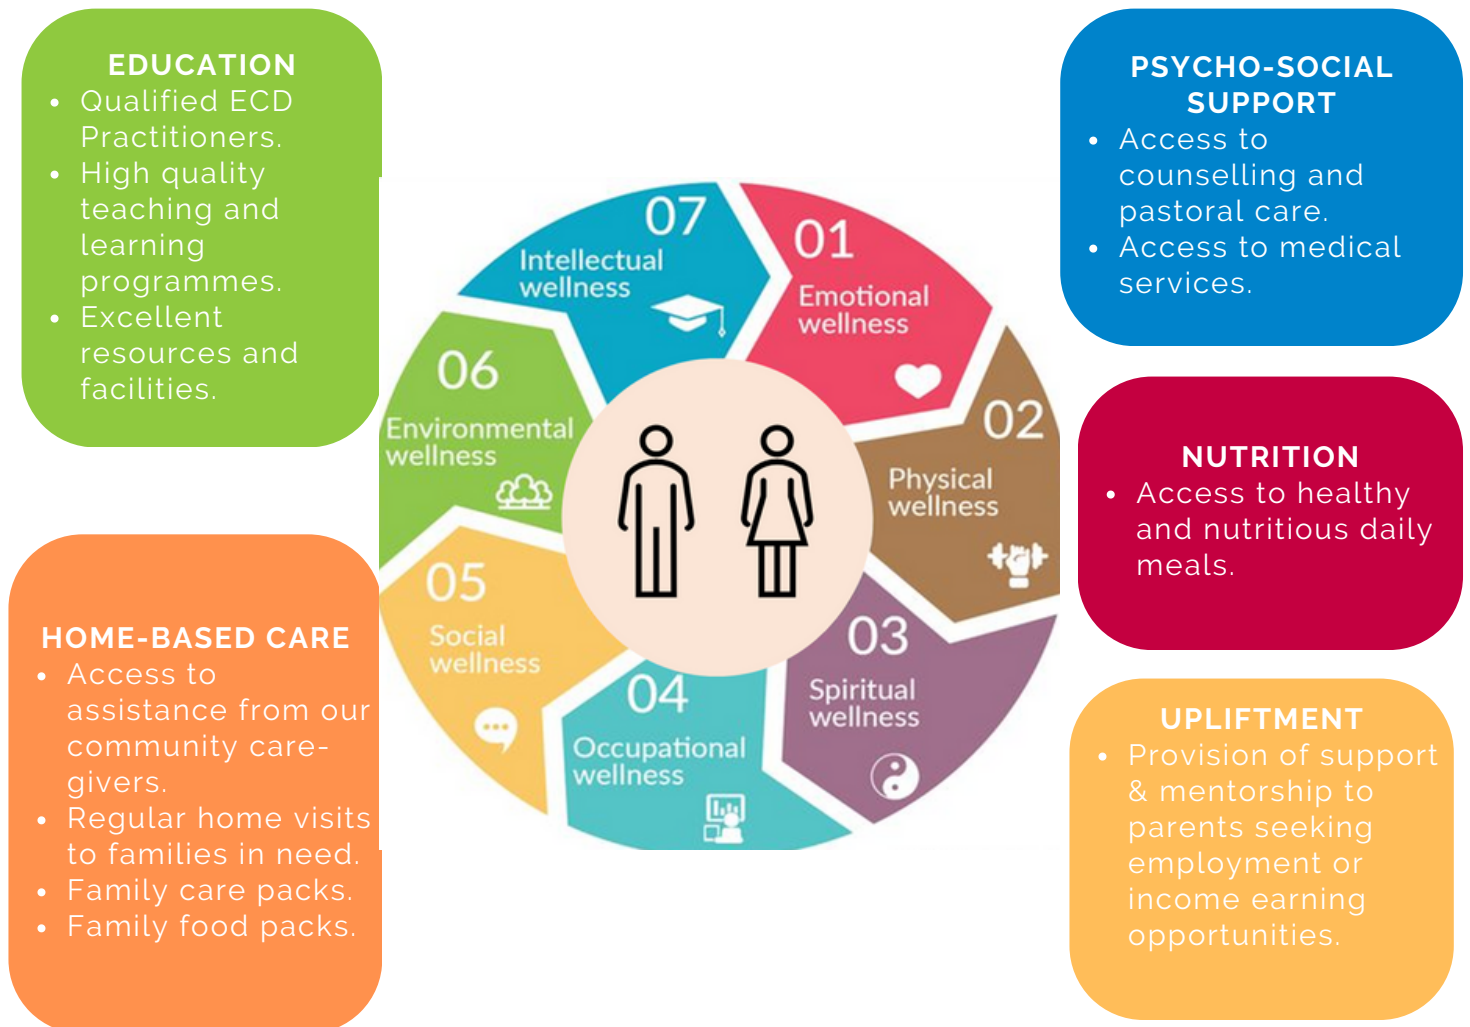 EDUCATION
• Qualified ECD
Practitioners.
• High quality
teaching and
learning
programmes.
• Excellent
resources and
facilities.
HOME-BASED CARE
• Access to
assistance from our
community care-
givers.
• Regular home visits
to families in need.
• Family care packs.
• Family food packs.
01
Emotional
wellness
02
Physical
wellness
03
Spiritual
wellness
04
Occupational
wellness
05
Social
wellness
06
Environmental
wellness
07
Intellectual
wellness
PSYCHO-SOCIAL
SUPPORT
• Access to
counselling and
pastoral care.
• Access to medical
services.
NUTRITION
• Access to healthy
and nutritious daily
meals.
UPLIFTMENT
• Provision of support
& mentorship to
parents seeking
employment or
income earning
opportunities.